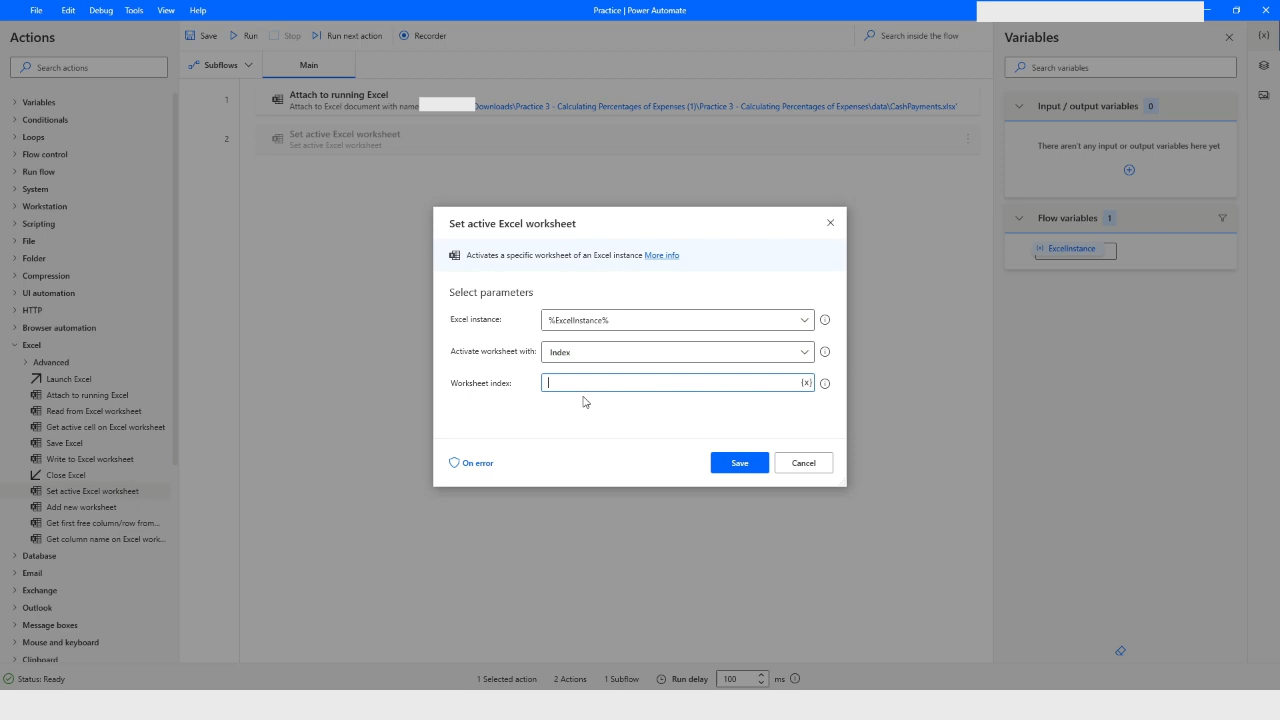 File Edit Debug Tools View Help
Practice | Power Automate
Actions
Search actions
Variables
Conditionals
Loops
Flow control
Run flow
System
Workstation
Scripting
File
Folder
Compression
UI automation
HTTP
Browser automation
Excel
Advanced
Launch Excel
Attach to running Excel
Read from Excel worksheet
Get active cell on Excel worksheet
Save Excel
Write to Excel worksheet
Close Excel
Set active Excel worksheet
Add new worksheet
Get first free column/row from...
Get column name on Excel work...
Database
Email
Exchange
Outlook
Message boxes
Mouse and keyboard
Clipboard
Save Run Stop Run next action Recorder
Search inside the flow
Subflows Main
1 Attach to running Excel
Attach to Excel document with name Downloads\Practice 3 - Calculating Percentages of Expenses (1)\Practice 3 - Calculating Percentages of Expenses\data\CashPayments.xlsx'
2 Set active Excel worksheet
Set active Excel worksheet
Set active Excel worksheet
Activates a specific worksheet of an Excel instance More info
Select parameters
Excel instance: %ExcelInstance%
Activate worksheet with: Index
Worksheet index: {x}
On error Save Cancel
Variables
{x}
Search variables
Input / output variables 0
There aren't any input or output variables here yet
Flow variables 1
ExcelInstance
Status: Ready 1 Selected action 2 Actions 1 Subflow Run delay 100 ms